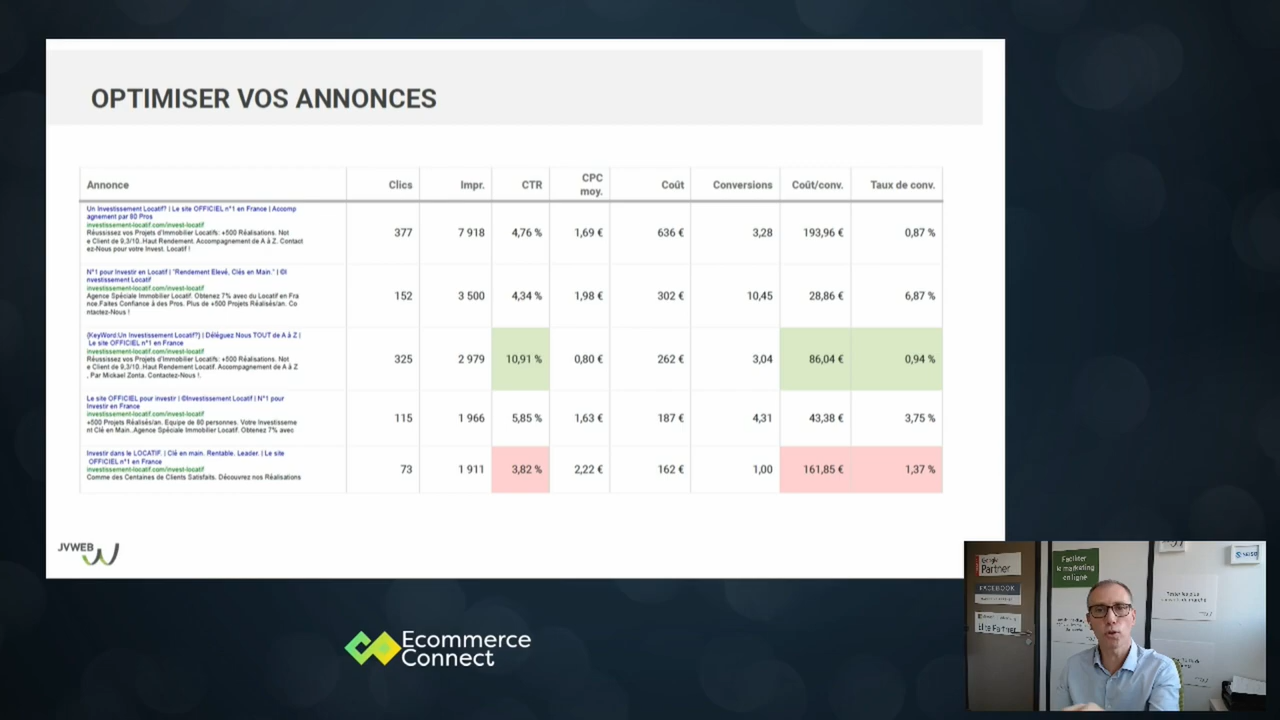 OPTIMISER VOS ANNONCES
Annonce Clics Impr. CTR CPC moy. Coût Conversions Coût/conv. Taux de conv.
Un Investissement Locatif? | Le site OFFICIEL n°1 en France | Accomp
agnement par 80 Pros
investissement-locatif.com/invest-locatif
Réussissez vos Projets d'Immobilier Locatifs: +500 Réalisations. Not
e Client de 9,3/10. Haut Rendement. Accompagnement de A à Z. Contact
ez-Nous pour votre Invest. Locatif !
377 7 918 4,76 % 1,69 € 636 € 3,28 193,96 € 0,87 %
N°1 pour Investir en Locatif | "Rendement Elevé, Clés en Main." | ©I
nvestissement Locatif
investissement-locatif.com/invest-locatif
Agence Spéciale Immobilier Locatif. Obtenez 7% avec du Locatif en Fra
nce.Faites Confiance à des Pros. Plus de +500 Projets Réalisés/an. Co
ntactez-Nous !
152 3 500 4,34 % 1,98 € 302 € 10,45 28,86 € 6,87 %
{KeyWord:Un Investissement Locatif?} | Déléguez Nous TOUT de A à Z |
Le site OFFICIEL n°1 en France
investissement-locatif.com/invest-locatif
Réussissez vos Projets d'Immobilier Locatifs: +500 Réalisations. Not
e Client de 9,3/10..Haut Rendement Locatif. Accompagnement de A à Z
, Par Mickael Zonta. Contactez-Nous !.
325 2 979 10,91 % 0,80 € 262 € 3,04 86,04 € 0,94 %
Le site OFFICIEL pour investir | ©Investissement Locatif | N°1 pour
Investir en France
investissement-locatif.com/invest-locatif
+500 Projets Réalisés/an. Equipe de 80 personnes. Votre Investisseme
nt Clé en Main..Agence Spéciale Immobilier Locatif. Obtenez 7% avec
115 1 966 5,85 % 1,63 € 187 € 4,31 43,38 € 3,75 %
Investir dans le LOCATIF. | Clé en main. Rentable. Leader. | Le site
OFFICIEL n°1 en France
investissement-locatif.com/invest-locatif
Comme des Centaines de Clients Satisfaits. Découvrez nos Réalisations
73 1 911 3,82 % 2,22 € 162 € 1,00 161,85 € 1,37 %
JVWEB
Ecommerce
Connect
Google
Partner
FACEBOOK
Elite Partner
Faciliter
le marketing
en ligne